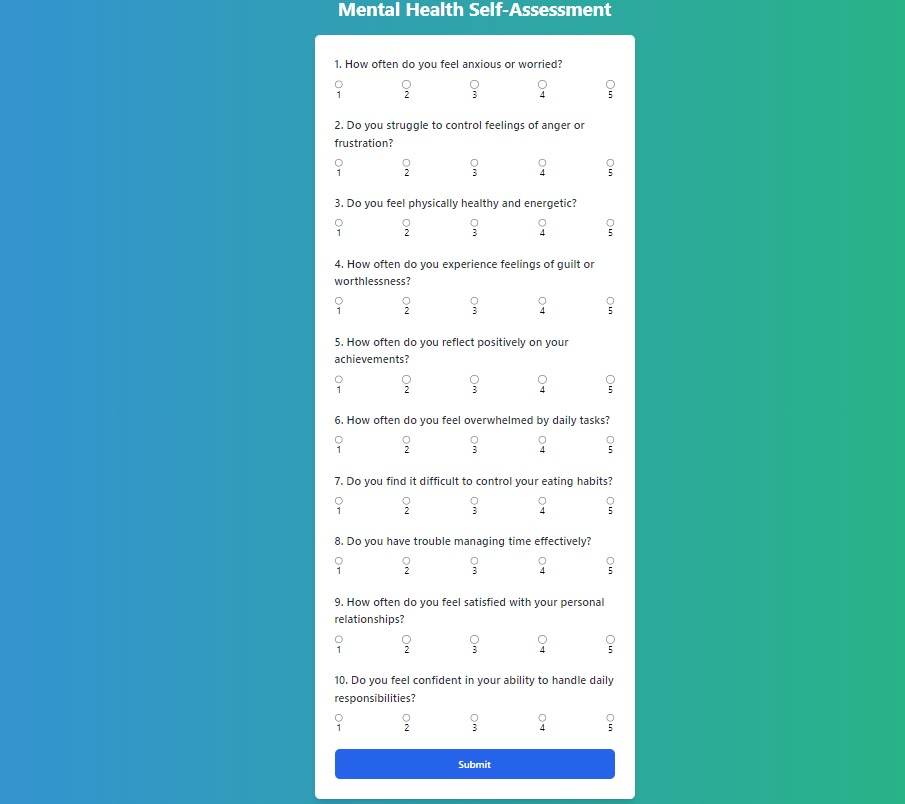 Mental Health Self-Assessment
1. How often do you feel anxious or worried?
1 2 3 4 5
2. Do you struggle to control feelings of anger or
frustration?
1 2 3 4 5
3. Do you feel physically healthy and energetic?
1 2 3 4 5
4. How often do you experience feelings of guilt or
worthlessness?
1 2 3 4 5
5. How often do you reflect positively on your
achievements?
1 2 3 4 5
6. How often do you feel overwhelmed by daily tasks?
1 2 3 4 5
7. Do you find it difficult to control your eating habits?
1 2 3 4 5
8. Do you have trouble managing time effectively?
1 2 3 4 5
9. How often do you feel satisfied with your personal
relationships?
1 2 3 4 5
10. Do you feel confident in your ability to handle daily
responsibilities?
1 2 3 4 5
Submit